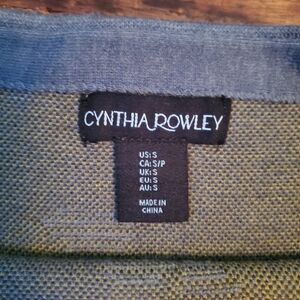 CYNTHIA ROWLEY
US:S
CA:S/P
UK:S
EU:S
AU:S
MADE IN
CHINA